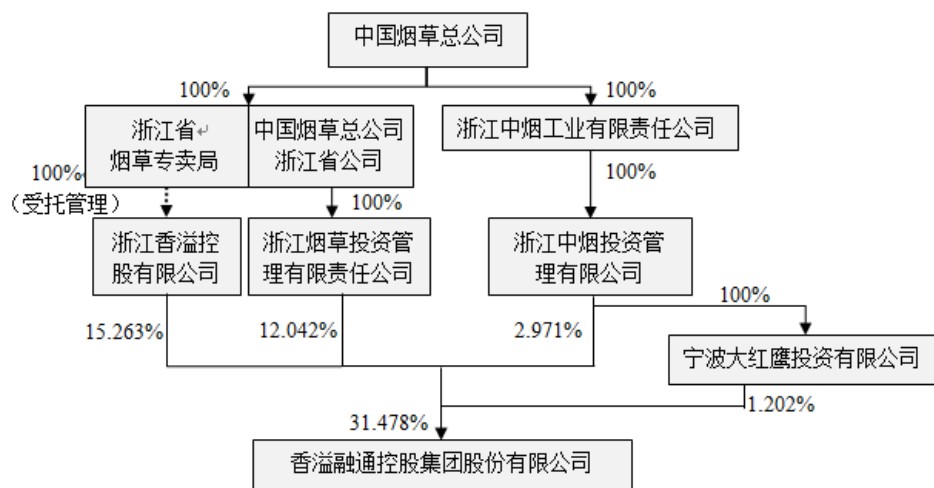 中国烟草总公司
100%
100%
浙江省
烟草专卖局
中国烟草总公司
浙江省公司
浙江中烟工业有限责任公司
100%
（受托管理）
100%
100%
浙江香溢控
股有限公司
浙江烟草投资管
理有限责任公司
浙江中烟投资管
理有限公司
100%
15.263%
12.042%
2.971%
宁波大红鹰投资有限公司
1.202%
31.478%
香溢融通控股集团股份有限公司